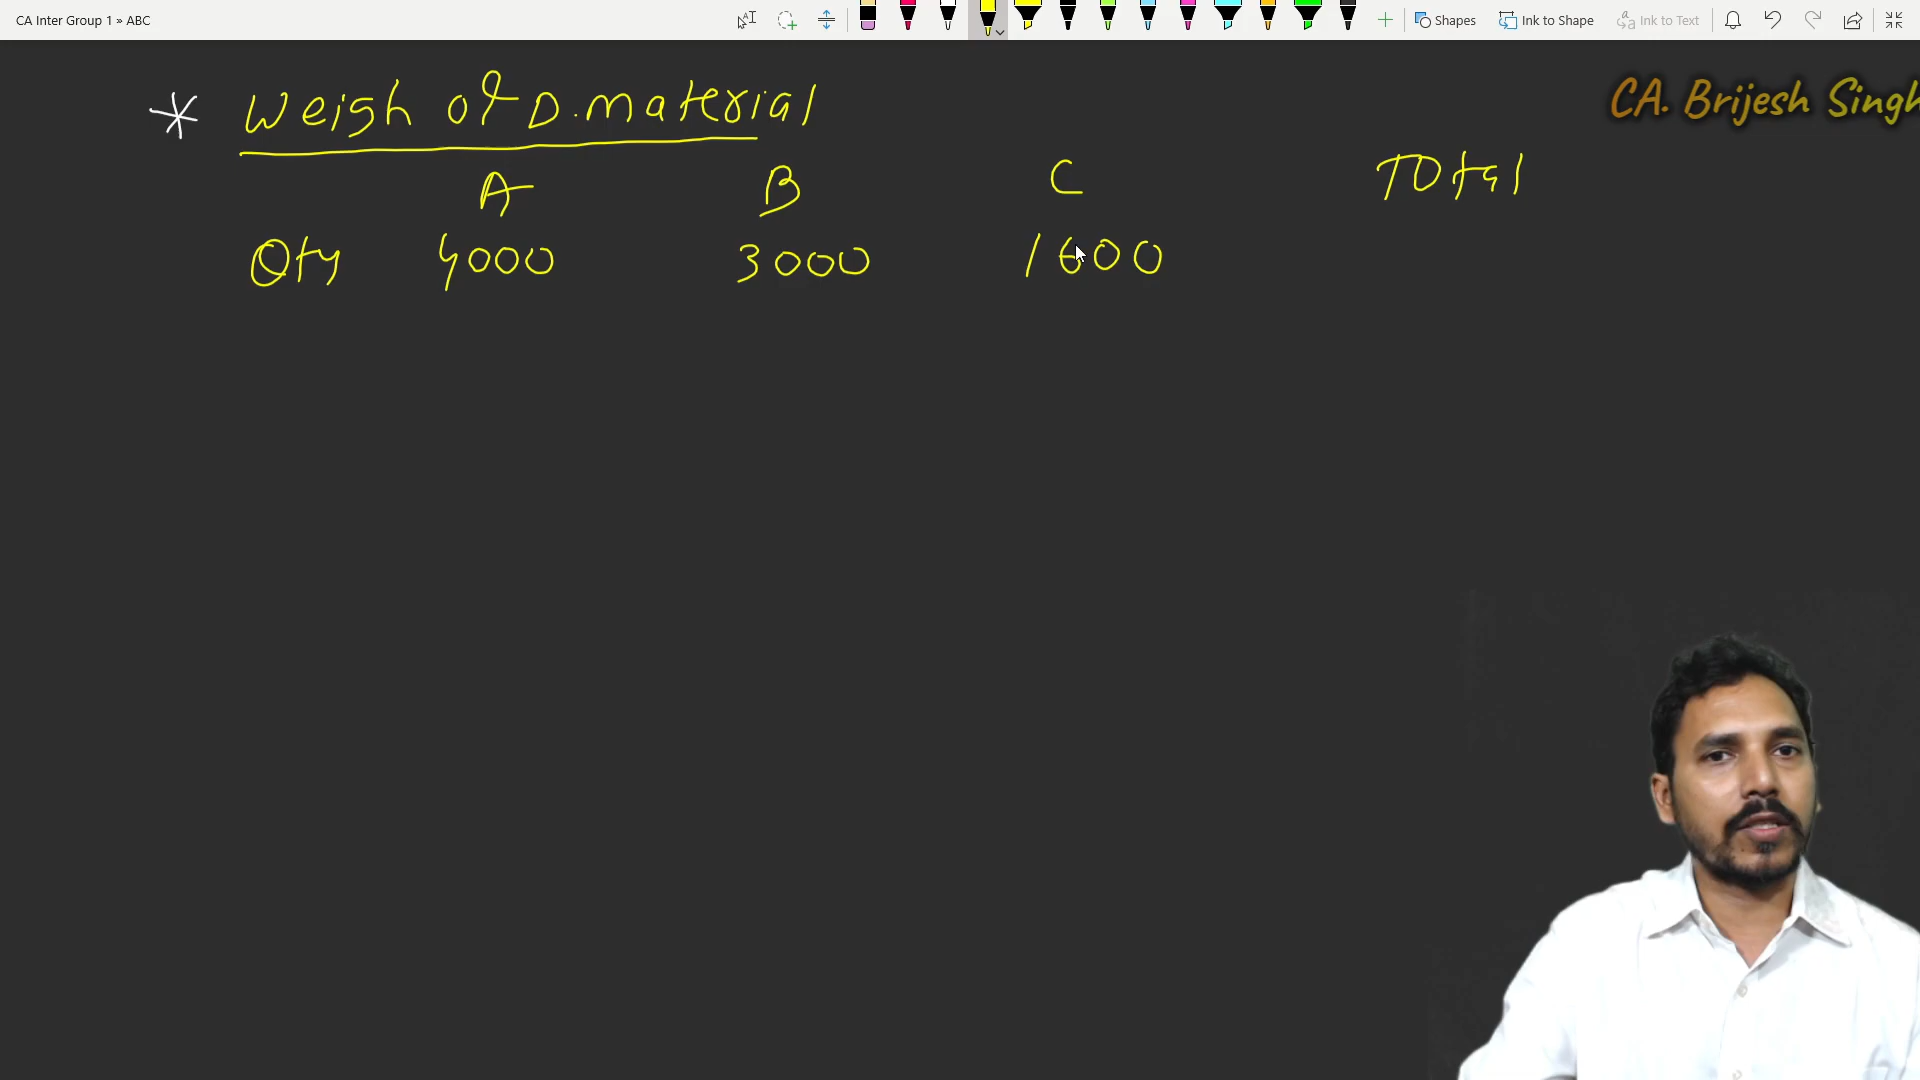 CA Inter Group 1 » ABC
Shapes Ink to Shape Ink to Text
CA. Brijesh Singh
* Weigh of D.material
A B C Total
Qty 4000 3000 1600